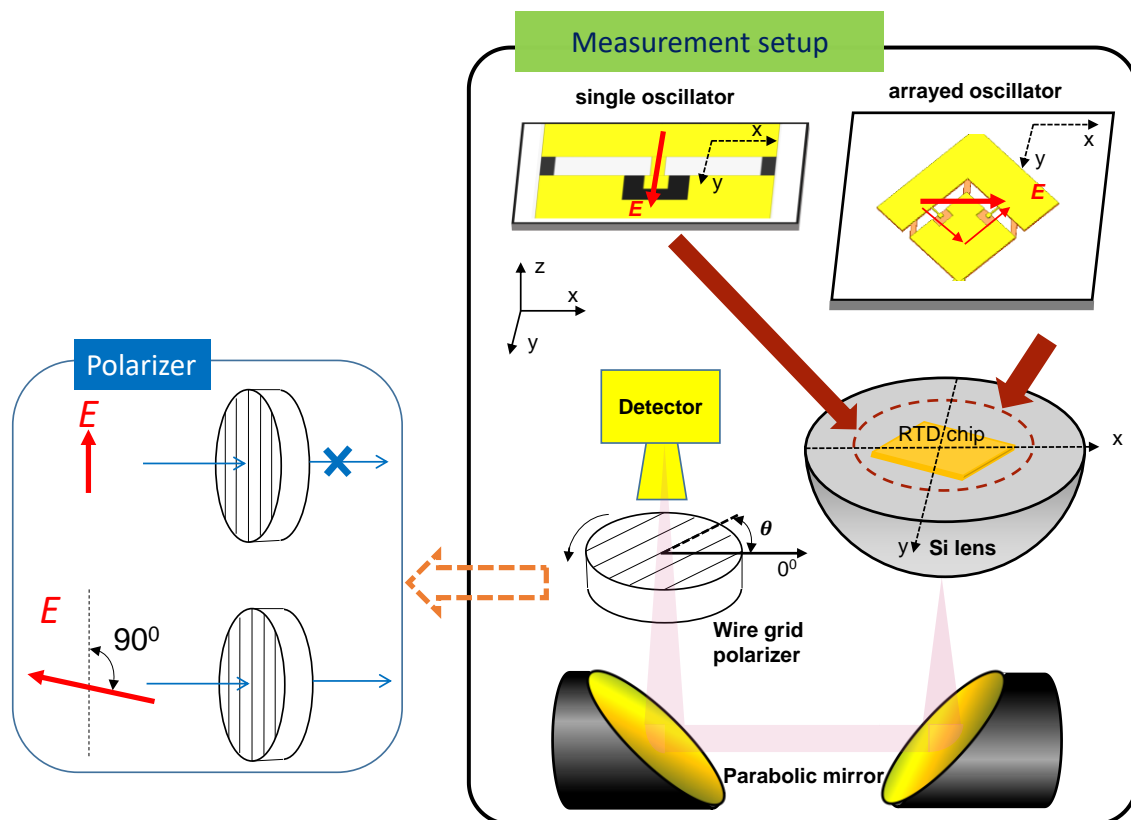 Measurement setup
single oscillator
x
y
E
arrayed oscillator
x
y
E
z
x
y
Polarizer
E
E
90⁰
Detector
θ
0⁰
Wire grid
polarizer
RTD chip
x
y
Si lens
Parabolic mirror